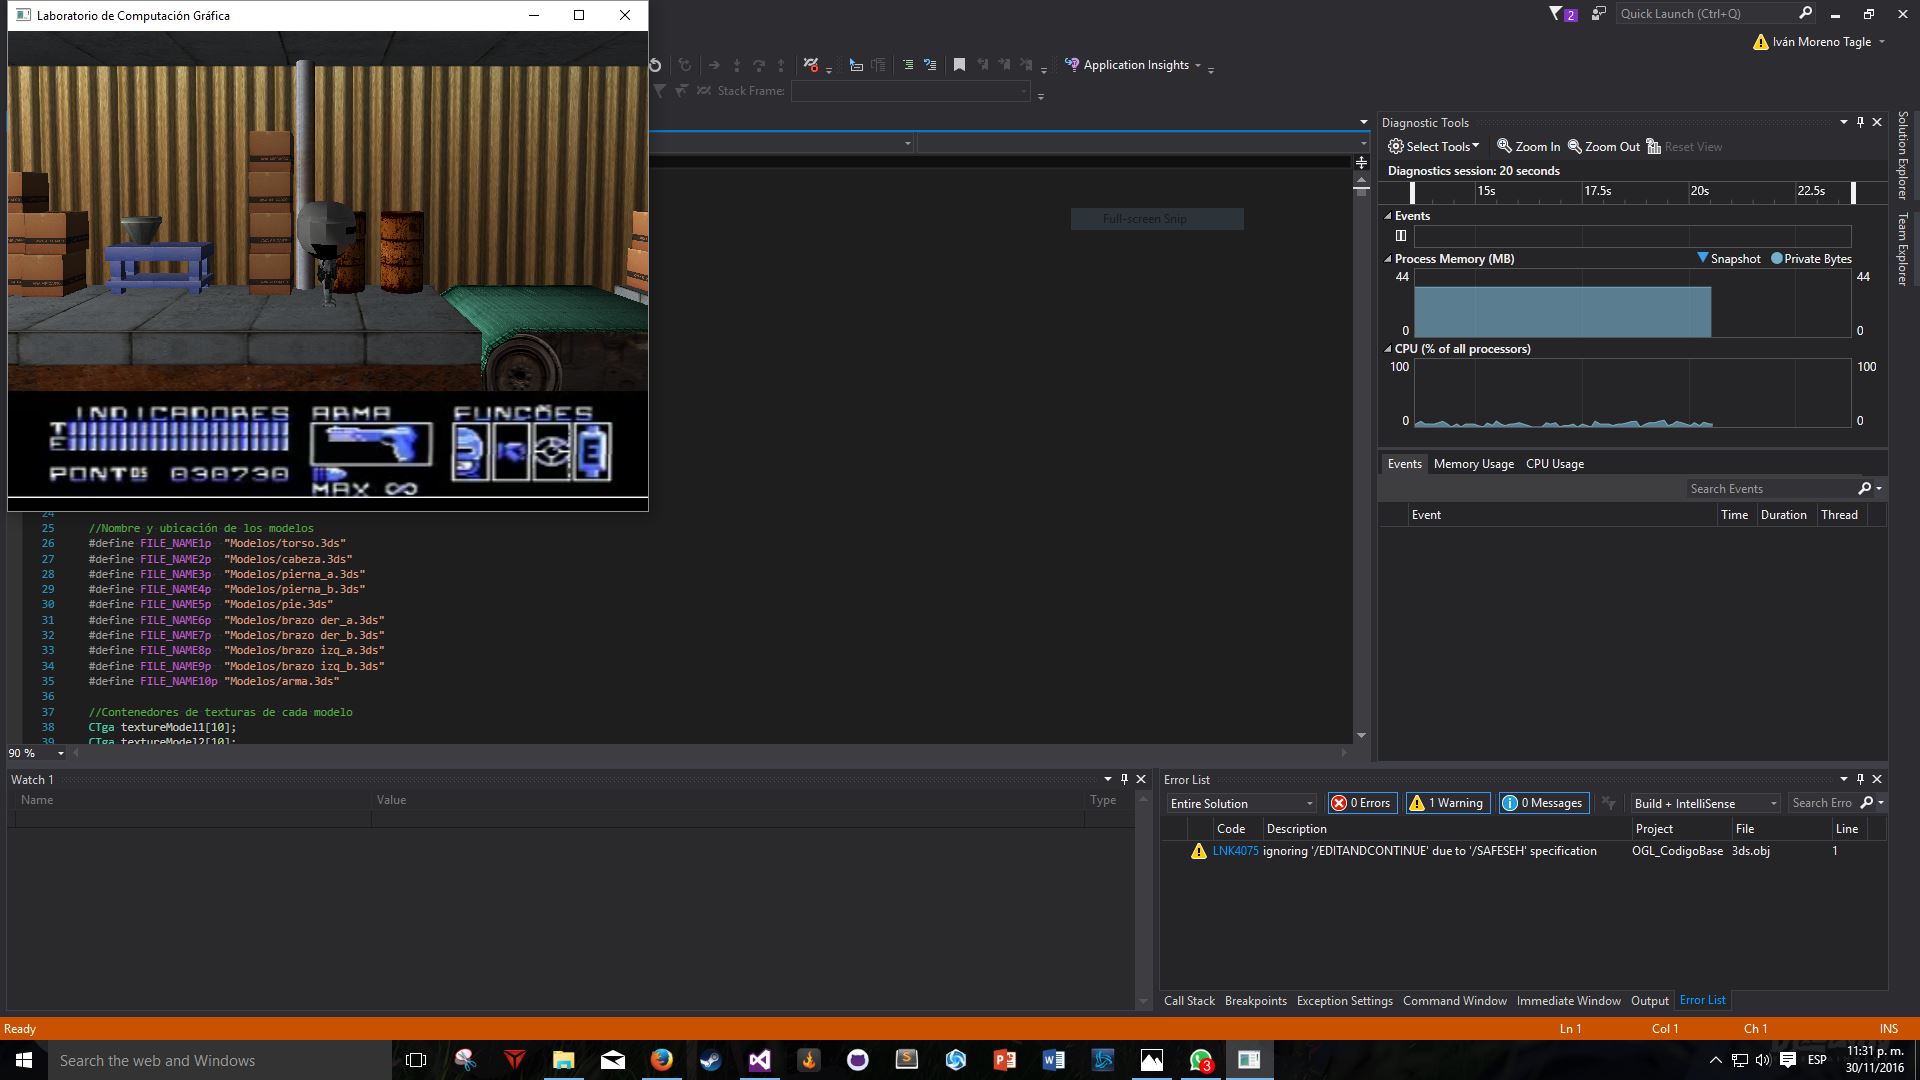 Laboratorio de Computación Gráfica
INDICADORES ARMA FUNCÕES
T
E
E
PONTOS 030730
MAX ∞
2
Quick Launch (Ctrl+Q)
Iván Moreno Tagle
Application Insights
Stack Frame:
Full-screen Snip
24
25 //Nombre y ubicación de los modelos
26 #define FILE_NAME1p "Modelos/torso.3ds"
27 #define FILE_NAME2p "Modelos/cabeza.3ds"
28 #define FILE_NAME3p "Modelos/pierna_a.3ds"
29 #define FILE_NAME4p "Modelos/pierna_b.3ds"
30 #define FILE_NAME5p "Modelos/pie.3ds"
31 #define FILE_NAME6p "Modelos/brazo der_a.3ds"
32 #define FILE_NAME7p "Modelos/brazo der_b.3ds"
33 #define FILE_NAME8p "Modelos/brazo izq_a.3ds"
34 #define FILE_NAME9p "Modelos/brazo izq_b.3ds"
35 #define FILE_NAME10p "Modelos/arma.3ds"
36
37 //Contenedores de texturas de cada modelo
38 CTga textureModel1[10];
39 CTga textureModel2[10];
90 %
Diagnostic Tools
Select Tools Zoom In Zoom Out Reset View
Diagnostics session: 20 seconds
15s 17.5s 20s 22.5s
Events
Process Memory (MB) Snapshot Private Bytes
44 44
0 0
CPU (% of all processors)
100 100
0 0
Events Memory Usage CPU Usage
Search Events
Event Time Duration Thread
Solution Explorer
Team Explorer
Watch 1
Name Value Type
Error List
Entire Solution 0 Errors 1 Warning 0 Messages Build + IntelliSense Search Erro
Code Description Project File Line
LNK4075 ignoring '/EDITANDCONTINUE' due to '/SAFESEH' specification OGL_CodigoBase 3ds.obj 1
Call Stack Breakpoints Exception Settings Command Window Immediate Window Output Error List
Ready Ln 1 Col 1 Ch 1 INS
Search the web and Windows
3
ESP
11:31 p. m.
30/11/2016